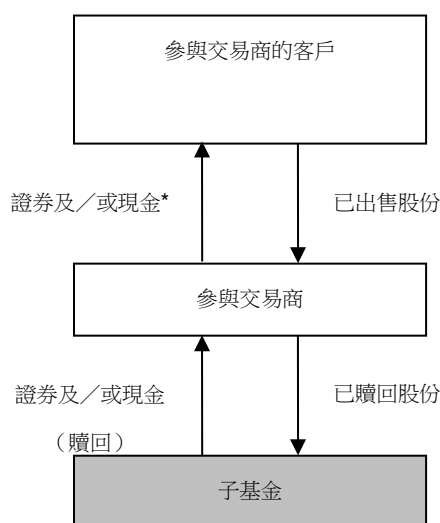 參與交易商的客戶
證券及／或現金*
已出售股份
參與交易商
證券及／或現金
已贖回股份
（贖回）
子基金